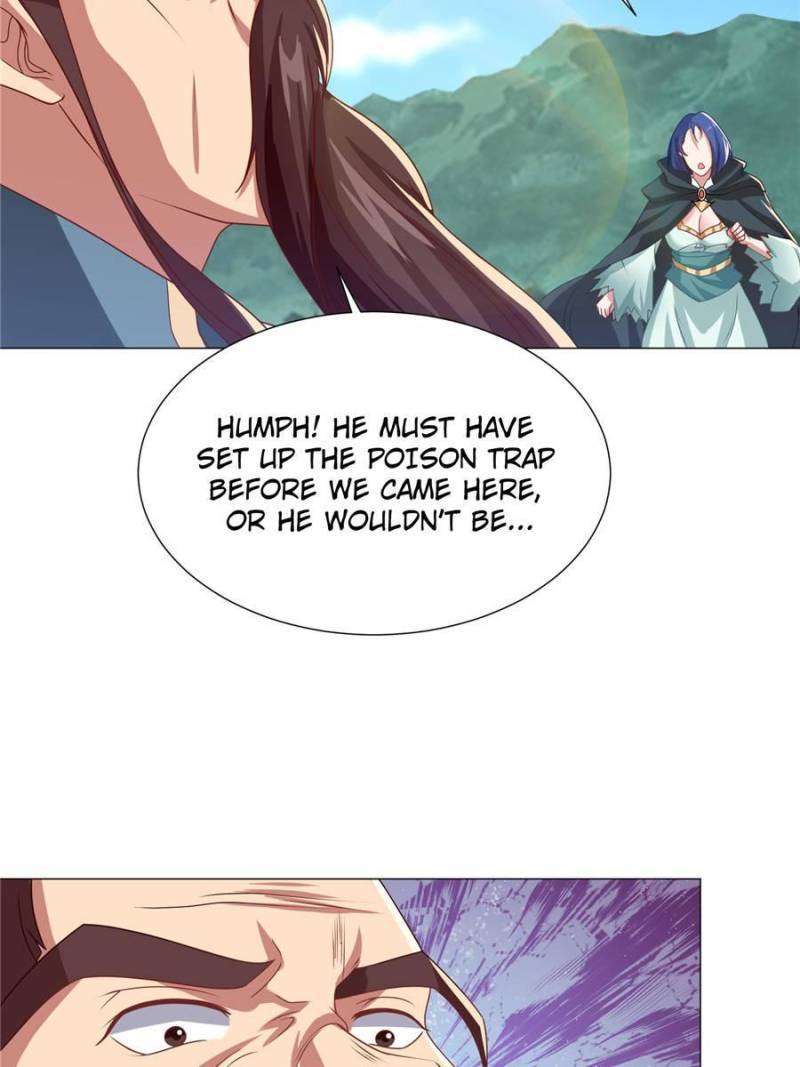 HUMPH! HE MUST HAVE
SET UP THE POISON TRAP
BEFORE WE CAME HERE,
OR HE WOULDN'T BE...